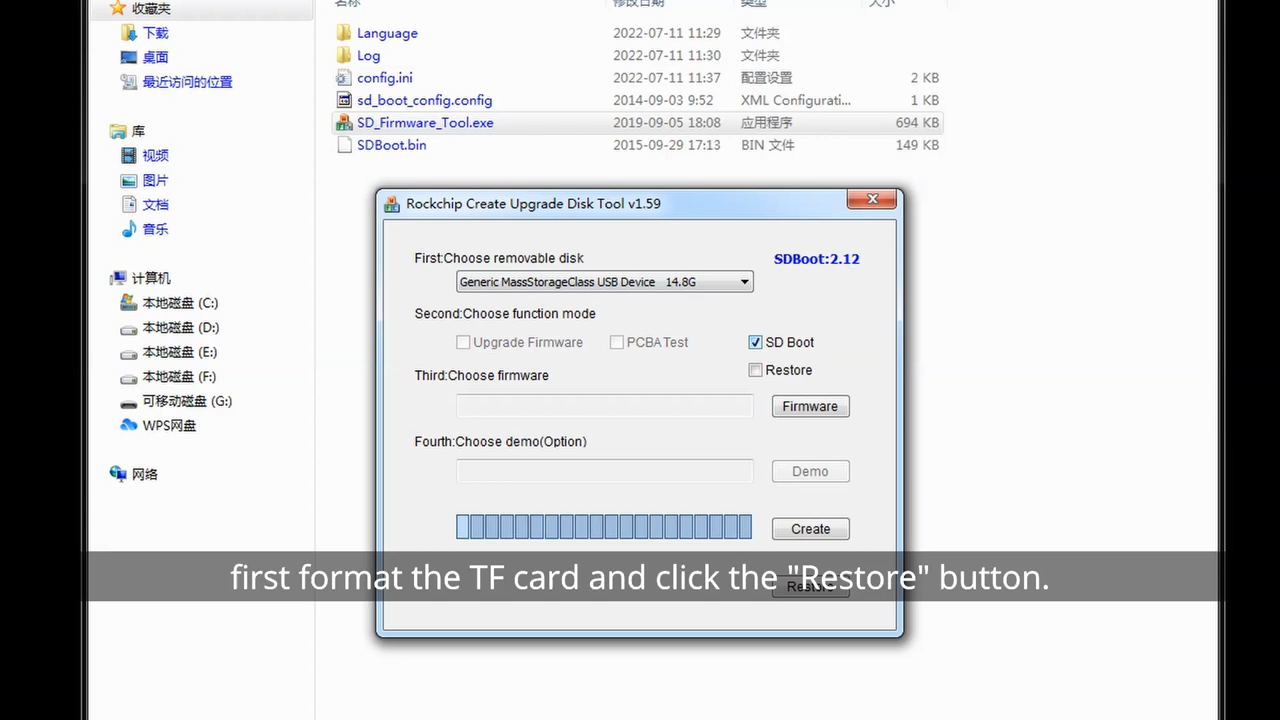 收藏夹
下载
桌面
最近访问的位置
库
视频
图片
文档
音乐
计算机
本地磁盘 (C:)
本地磁盘 (D:)
本地磁盘 (E:)
本地磁盘 (F:)
可移动磁盘 (G:)
WPS网盘
网络
名称 修改日期 类型 大小
Language 2022-07-11 11:29 文件夹
Log 2022-07-11 11:30 文件夹
config.ini 2022-07-11 11:37 配置设置 2 KB
sd_boot_config.config 2014-09-03 9:52 XML Configurati... 1 KB
SD_Firmware_Tool.exe 2019-09-05 18:08 应用程序 694 KB
SDBoot.bin 2015-09-29 17:13 BIN 文件 149 KB
Rockchip Create Upgrade Disk Tool v1.59
First:Choose removable disk
SDBoot:2.12
Generic MassStorageClass USB Device 14.8G
Second:Choose function mode
Upgrade Firmware PCBA Test SD Boot
Restore
Third:Choose firmware
Firmware
Fourth:Choose demo(Option)
Demo
Create
Restore
first format the TF card and click the "Restore" button.